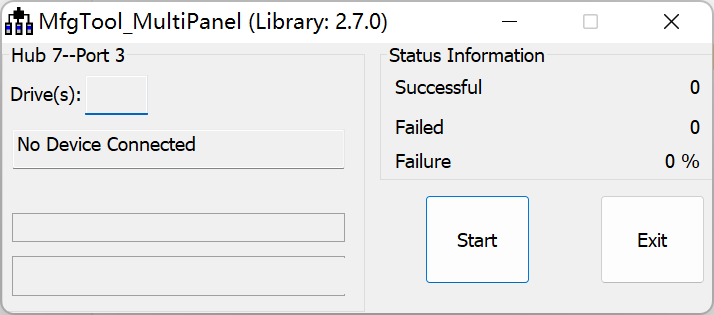 MfgTool_MultiPanel (Library: 2.7.0)
Hub 7--Port 3
Drive(s):
No Device Connected
Status Information
Successful 0
Failed 0
Failure 0 %
Start
Exit